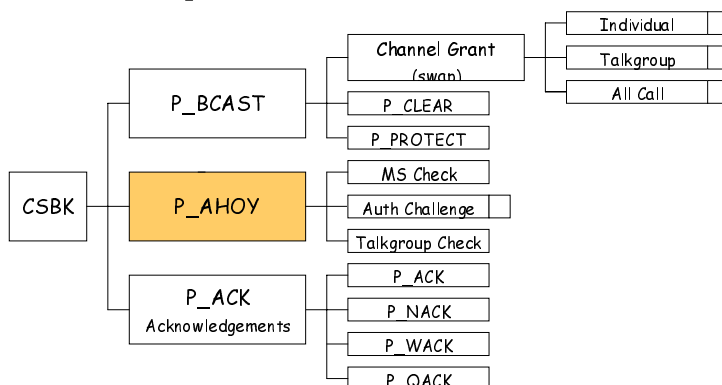 Individual
Channel Grant
(swap)
Talkgroup
All Call
P_BCAST
P_CLEAR
P_PROTECT
CSBK
P_AHOY
MS Check
Auth Challenge
Talkgroup Check
P_ACK
Acknowledgements
P_ACK
P_NACK
P_WACK
P_QACK